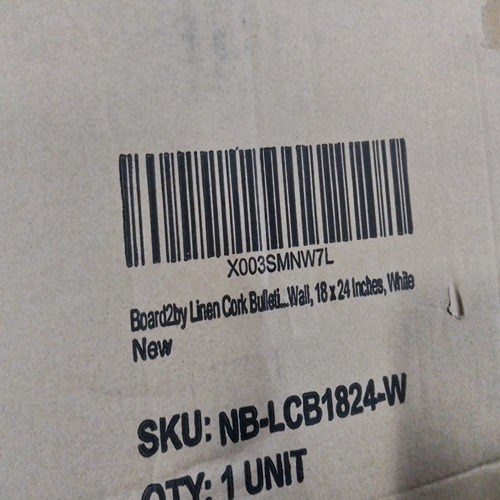 X003SMNW7L
Board2by Linen Cork Bulleti...Wall, 18 x 24 Inches, White
New
SKU: NB-LCB1824-W
QTY: 1 UNIT